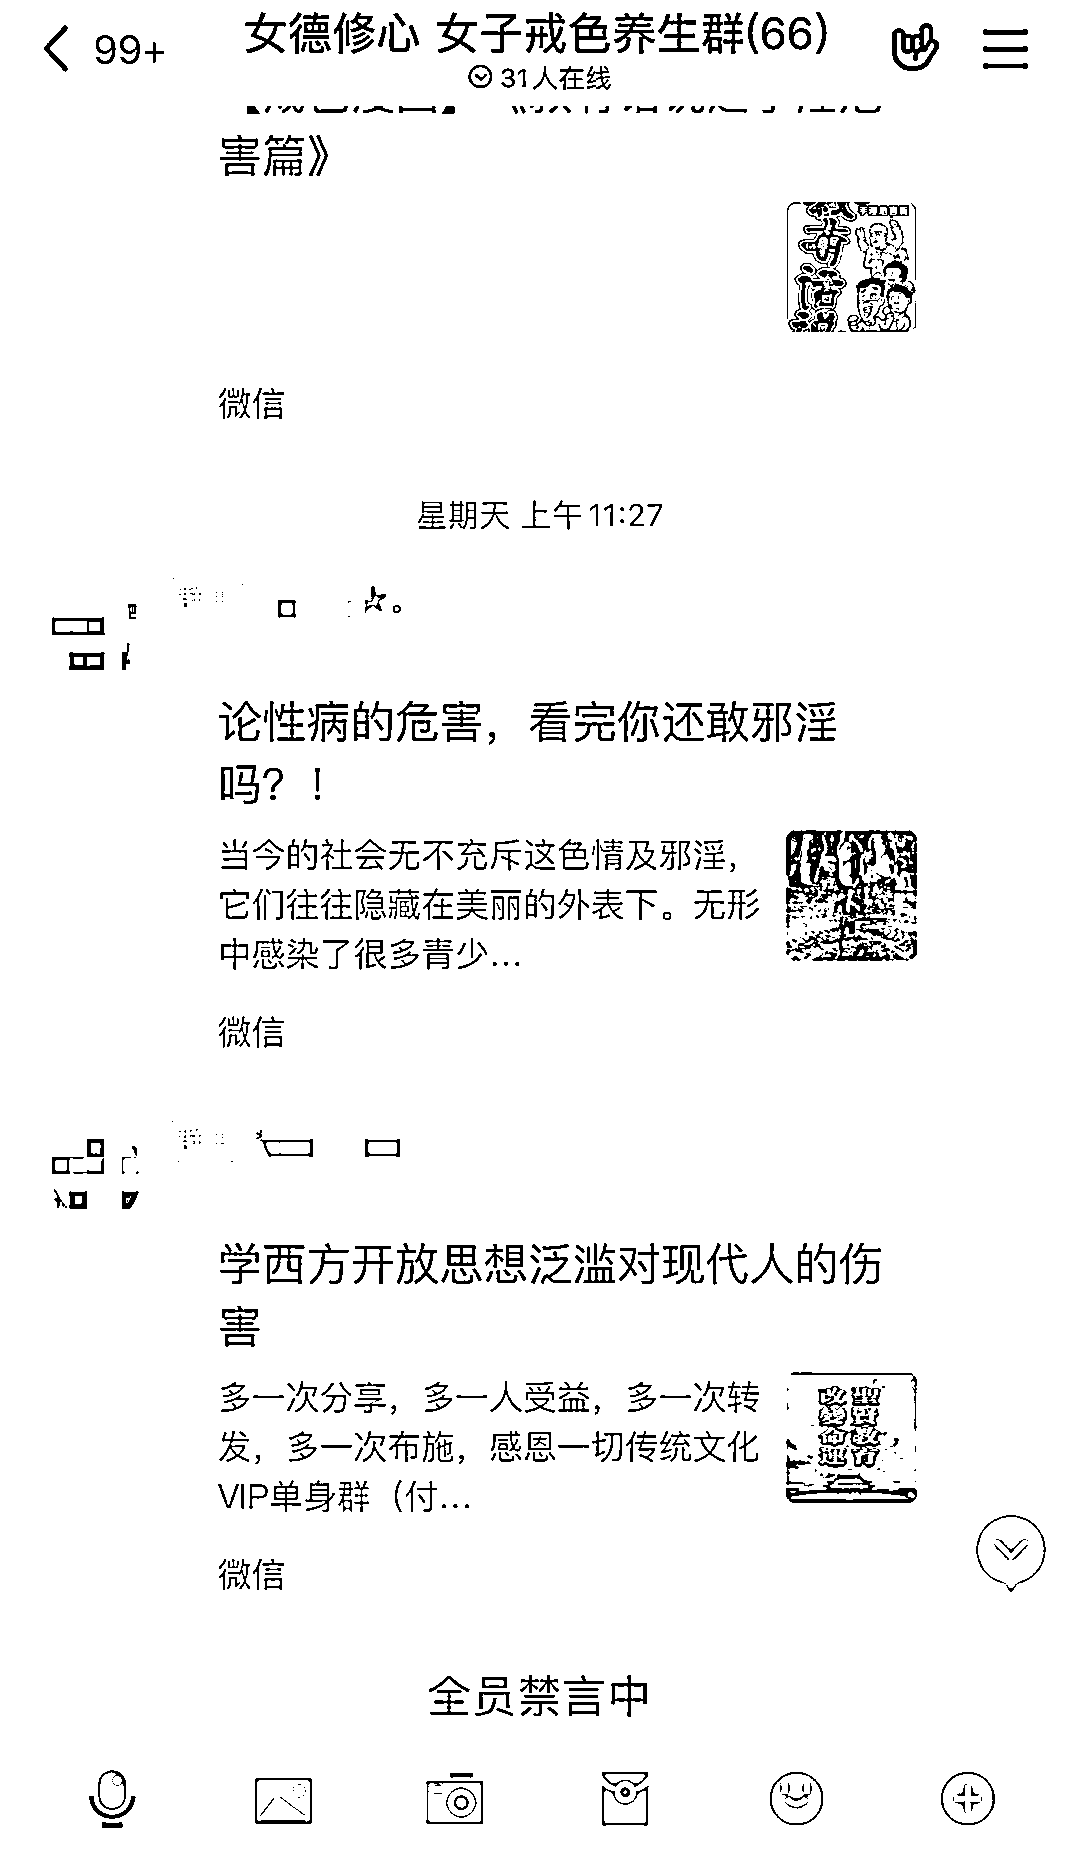 99+
女德修心 女子戒色养生群(66)
31人在线
害篇》
微信
星期天 上午11:27
论性病的危害，看完你还敢邪淫
吗？！
当今的社会无不充斥这色情及邪淫，
它们往往隐藏在美丽的外表下。无形
中感染了很多青少...
微信
学西方开放思想泛滥对现代人的伤
害
多一次分享，多一人受益，多一次转
发，多一次布施，感恩一切传统文化
VIP单身群（付...
微信
全员禁言中